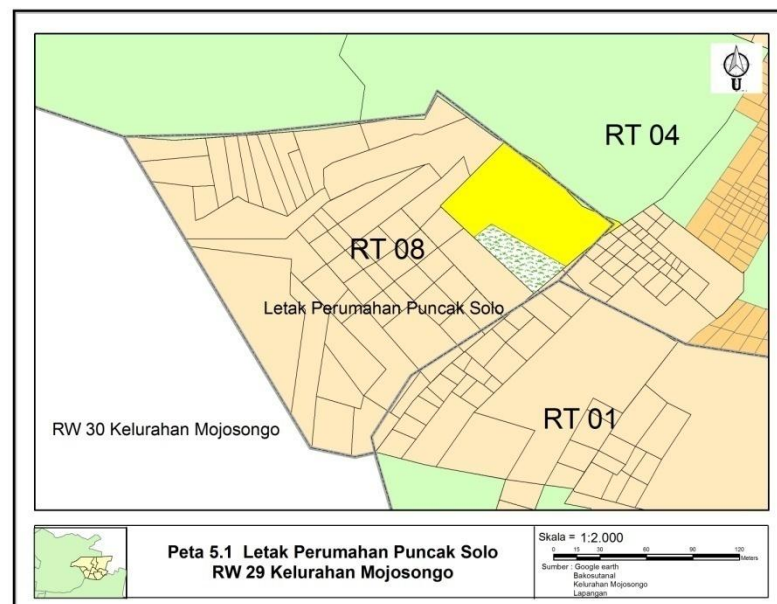 U
RT 04
RT 08
Letak Perumahan Puncak Solo
RT 01
RW 30 Kelurahan Mojosongo
Peta 5.1 Letak Perumahan Puncak Solo
RW 29 Kelurahan Mojosongo
Skala = 1:2.000
0 15 30 60 90 120
Meters
Sumber : Google earth
Bakosutanal
Kelurahan Mojosongo
Lapangan